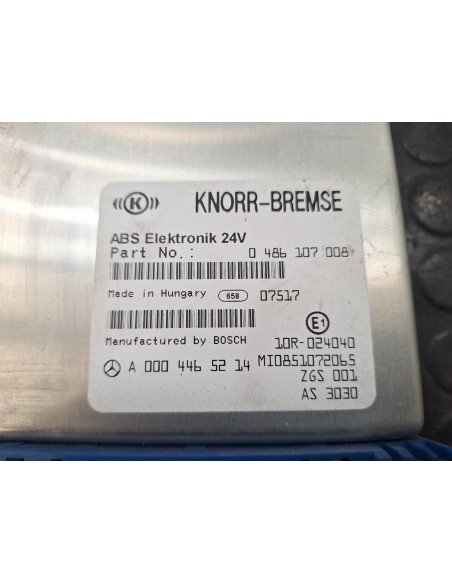 K KNORR-BREMSE
ABS Elektronik 24V
Part No.: 0 486 107 008
Made in Hungary 658 07517
E1
Manufactured by BOSCH 10R-024040
A 000 446 52 14 MI0851072065
ZGS 001
AS 3030